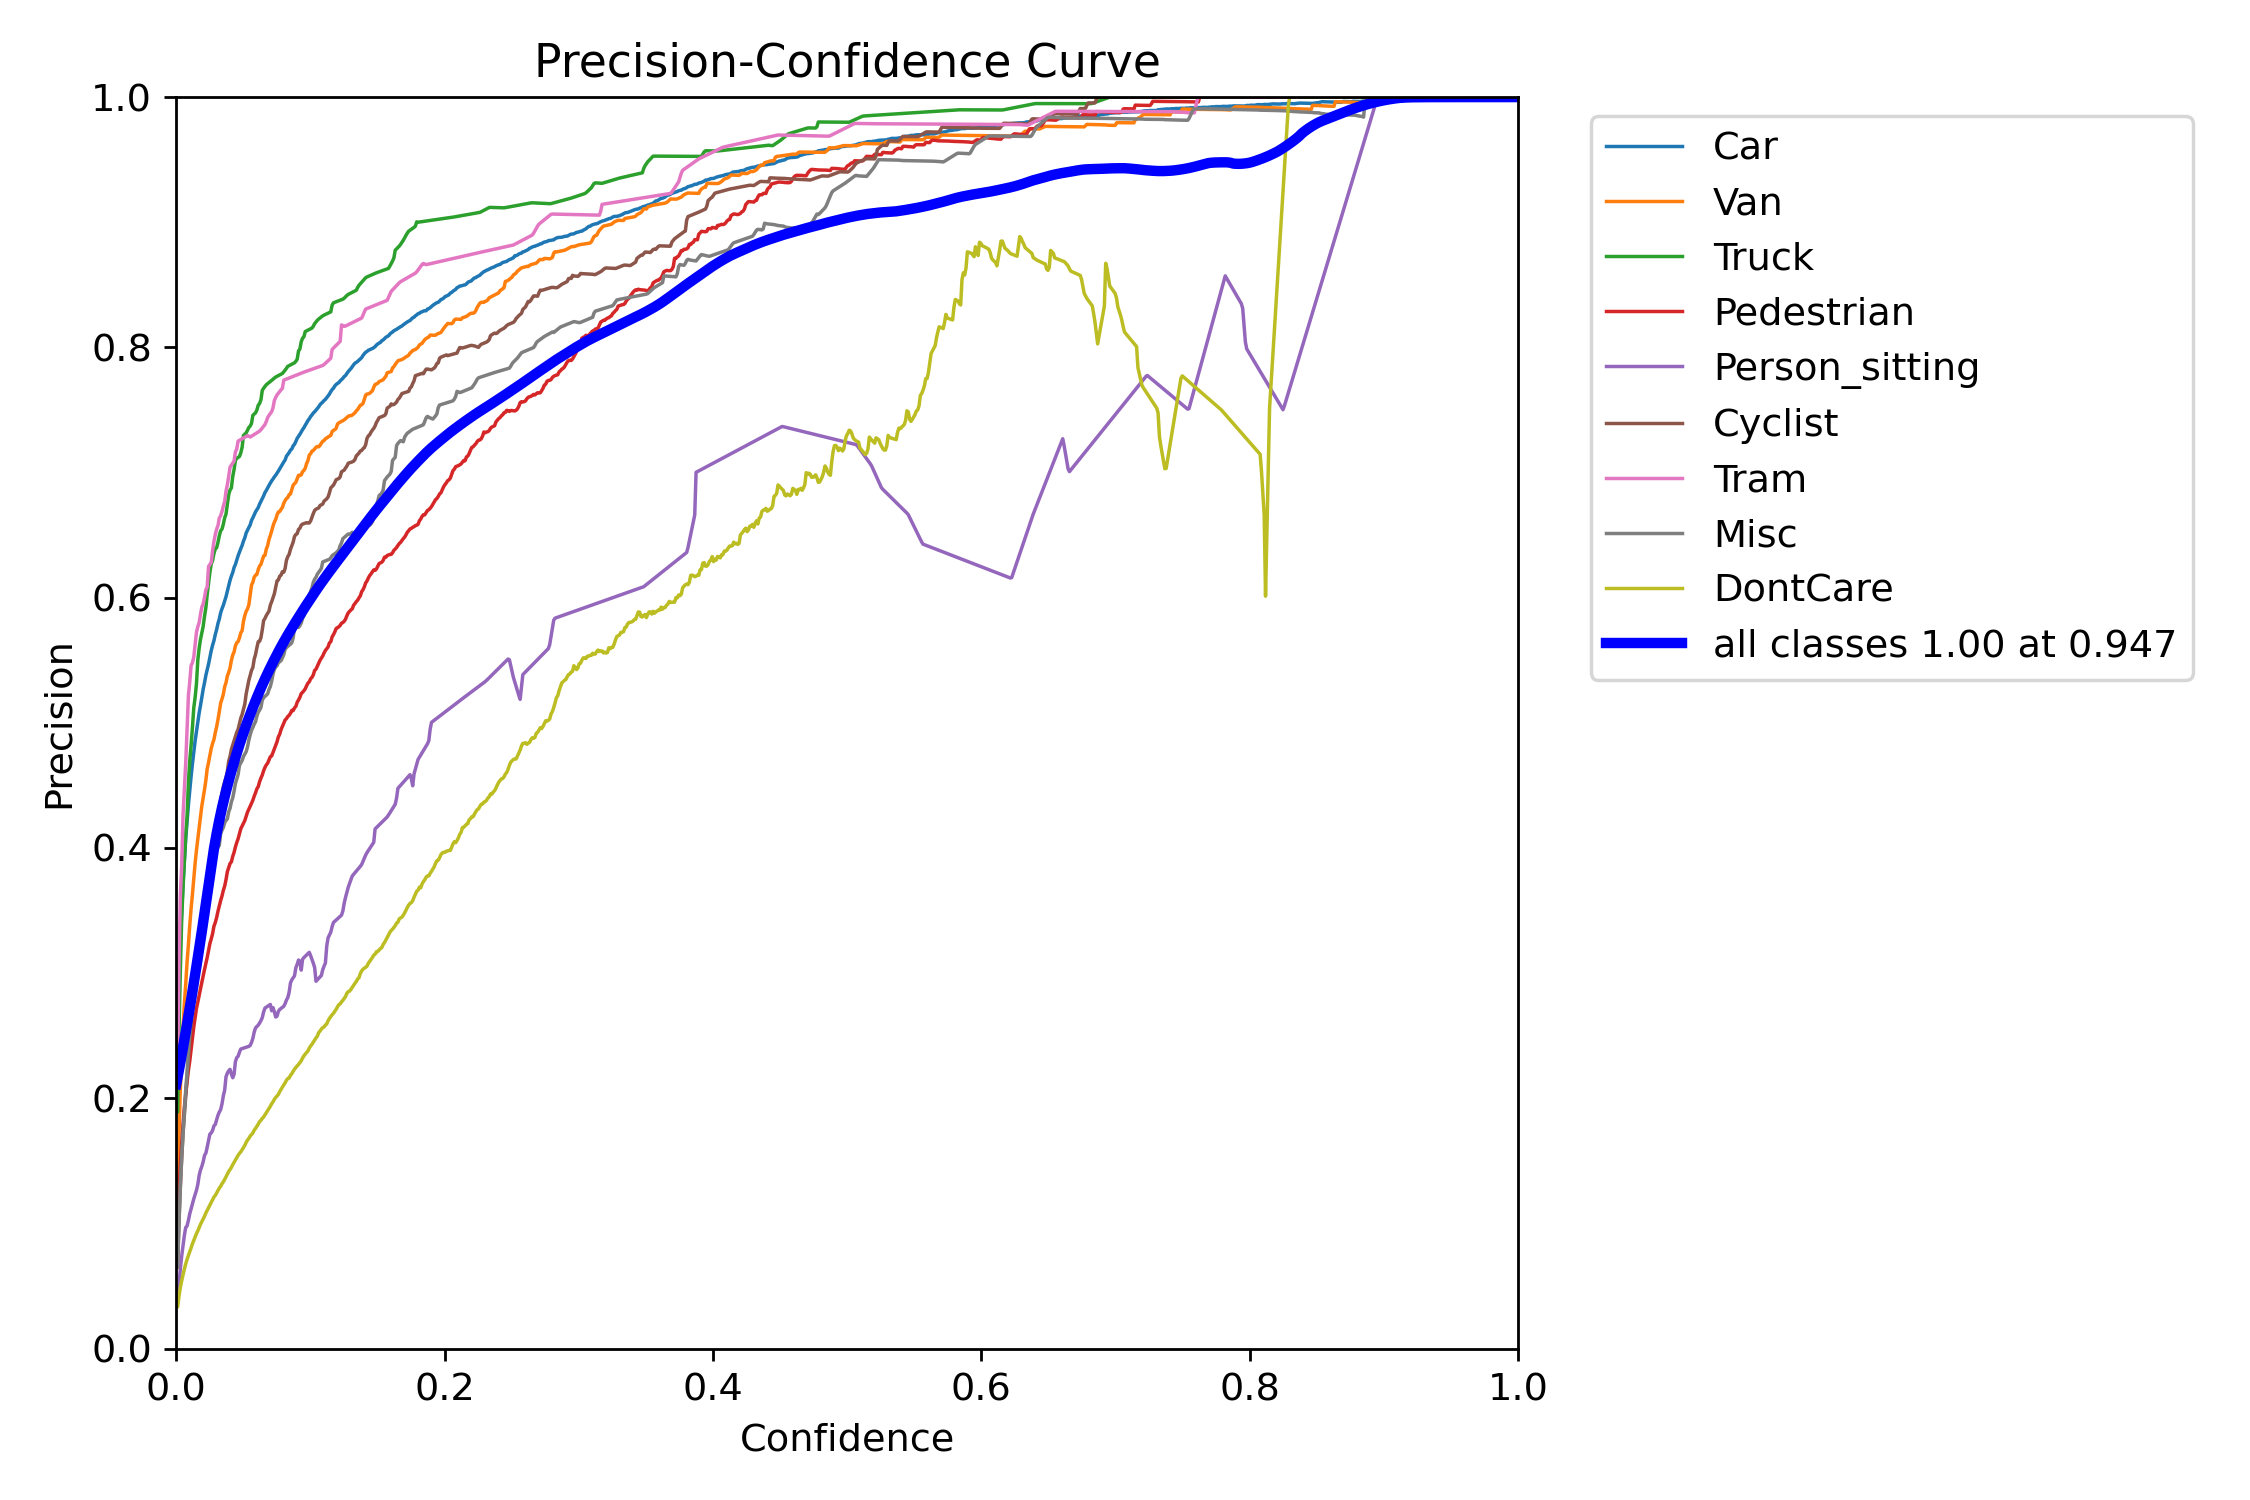 Precision-Confidence Curve
1.0
0.8
0.6
0.4
0.2
0.0
Precision
0.0 0.2 0.4 0.6 0.8 1.0
Confidence
Car
Van
Truck
Pedestrian
Person_sitting
Cyclist
Tram
Misc
DontCare
all classes 1.00 at 0.947